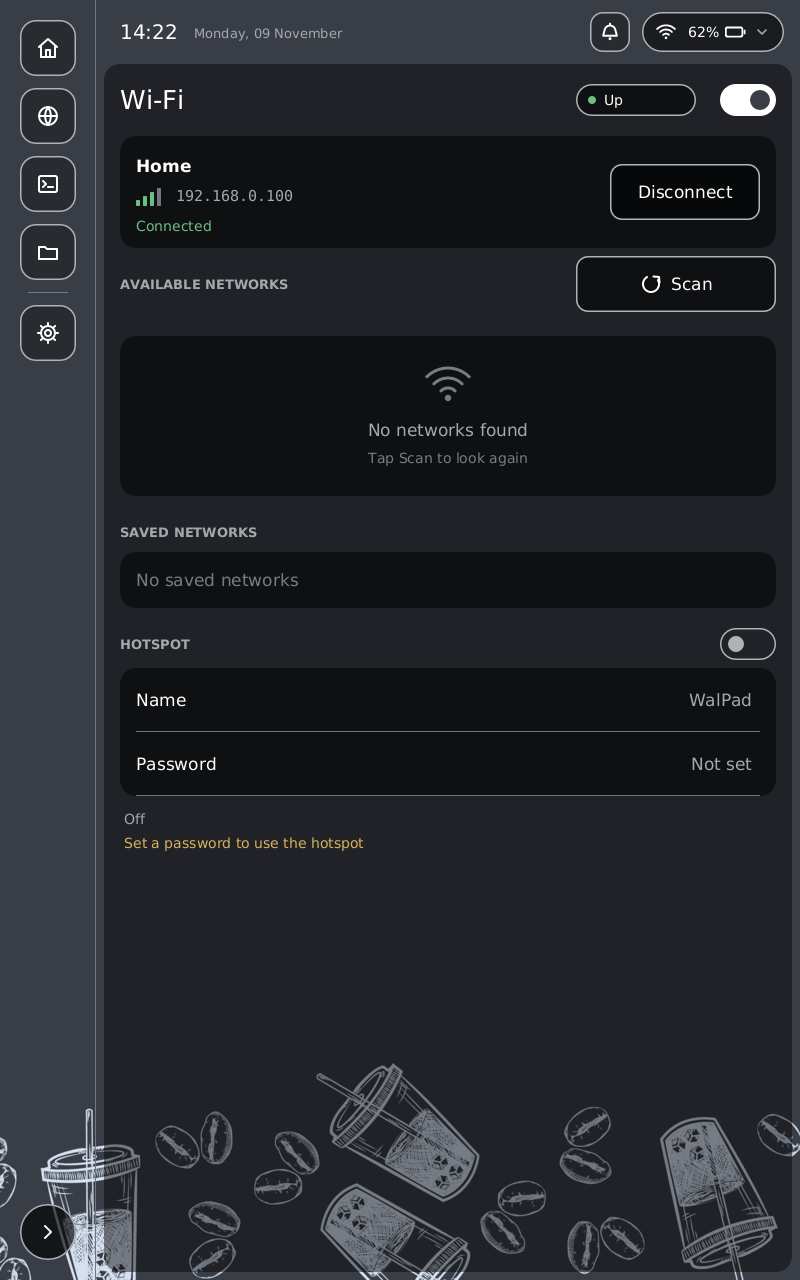 14:22 Monday, 09 November
62%
Wi-Fi
Up
Home
192.168.0.100
Connected
Disconnect
AVAILABLE NETWORKS
Scan
No networks found
Tap Scan to look again
SAVED NETWORKS
No saved networks
HOTSPOT
Name WalPad
Password Not set
Off
Set a password to use the hotspot